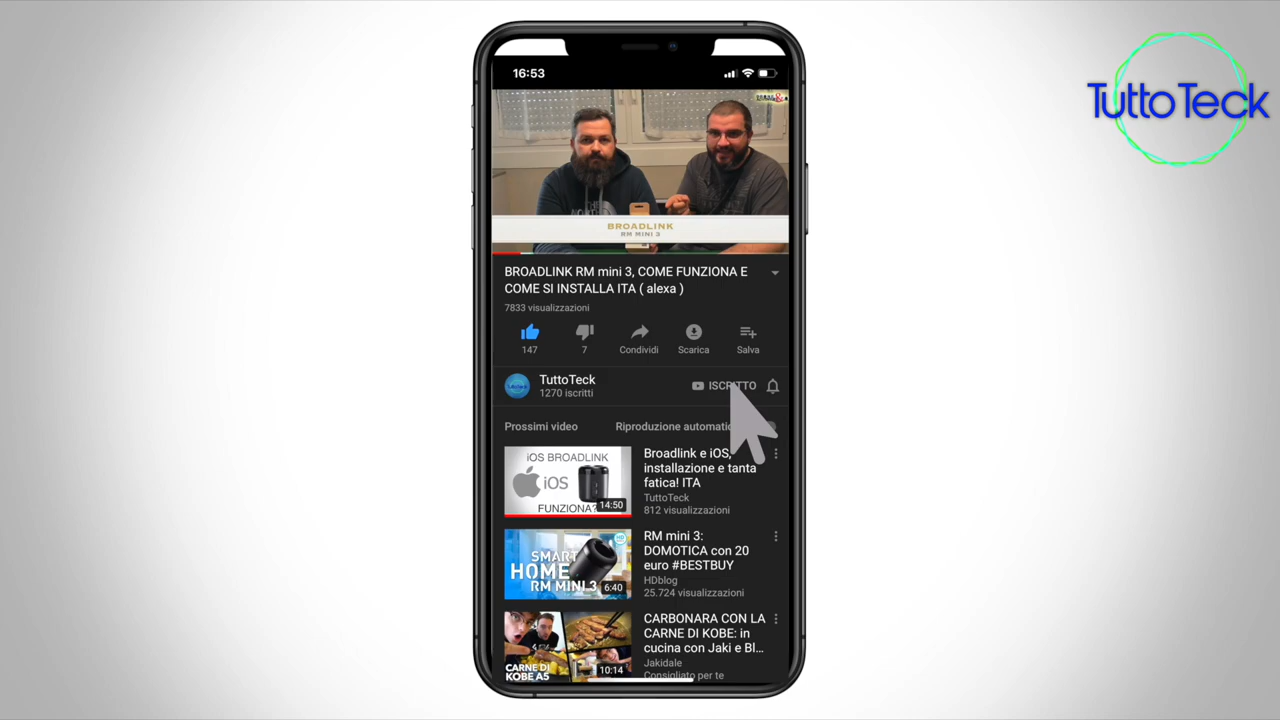 TuttoTeck
16:53
BROADLINK
RM MINI 3
BROADLINK RM mini 3, COME FUNZIONA E
COME SI INSTALLA ITA ( alexa )
7833 visualizzazioni
147
7
Condividi
Scarica
Salva
TuttoTeck
1270 iscritti
ISCRITTO
Prossimi video
Riproduzione
iOS BROADLINK
iOS
FUNZIONA?
14:50
Broadlink e iOS,
installazione e tanta
fatica! ITA
TuttoTeck
812 visualizzazioni
SMART
HOME
RM MINI 3
HD
6:40
RM mini 3:
DOMOTICA con 20
euro #BESTBUY
HDblog
25.724 visualizzazioni
CARNE DI
KOBE A5
10:14
CARBONARA CON LA
CARNE DI KOBE: in
cucina con Jaki e Bl...
Jakidale
Consigliato per te